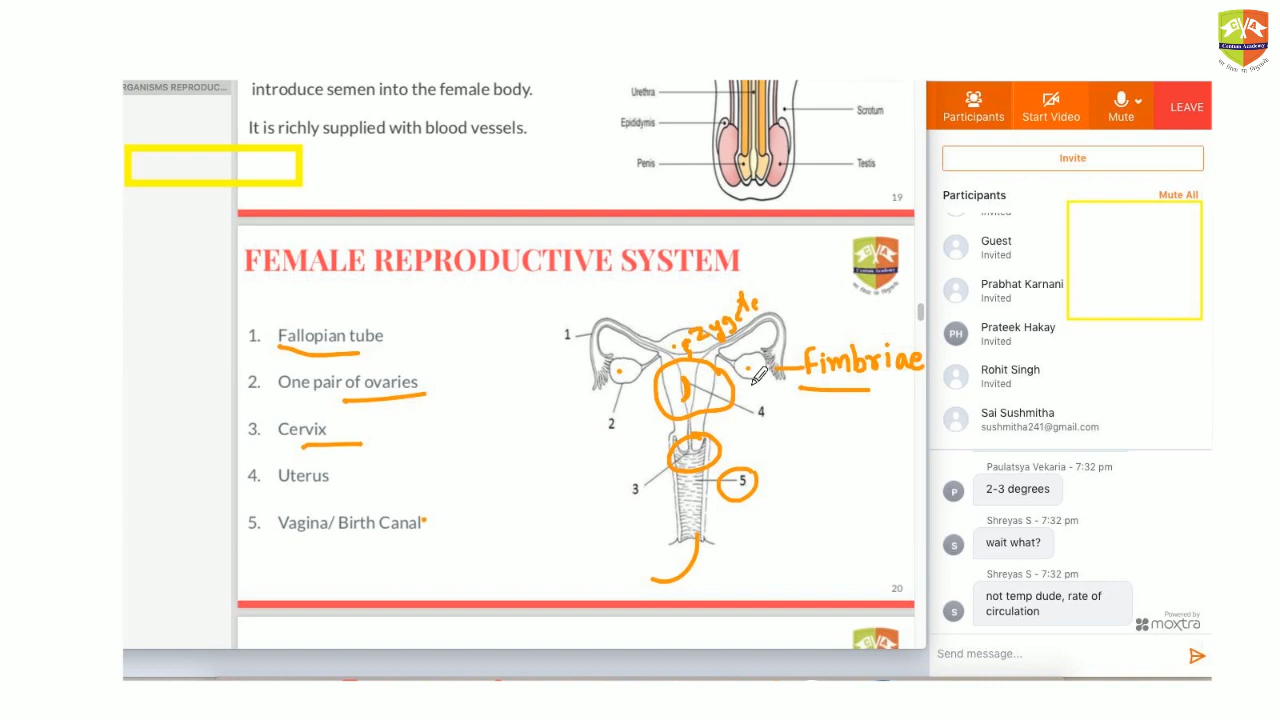 Centum Academy
RGANISMS REPRODUC...
introduce semen into the female body.
It is richly supplied with blood vessels.
Urethra
Epididymis
Penis
Scrotum
Testis
19
FEMALE REPRODUCTIVE SYSTEM
1. Fallopian tube
2. One pair of ovaries
3. Cervix
4. Uterus
5. Vagina/ Birth Canal
1
2
3
4
5
zygote
Fimbriae
20
Participants
Start Video
Mute
LEAVE
Invite
Participants
Mute All
Invited
Guest
Invited
Prabhat Karnani
Invited
PH
Prateek Hakay
Invited
Rohit Singh
Invited
Sai Sushmitha
sushmitha241@gmail.com
Paulatsya Vekaria - 7:32 pm
P
2-3 degrees
Shreyas S - 7:32 pm
S
wait what?
Shreyas S - 7:32 pm
S
not temp dude, rate of
circulation
Powered by
moxtra
Send message...